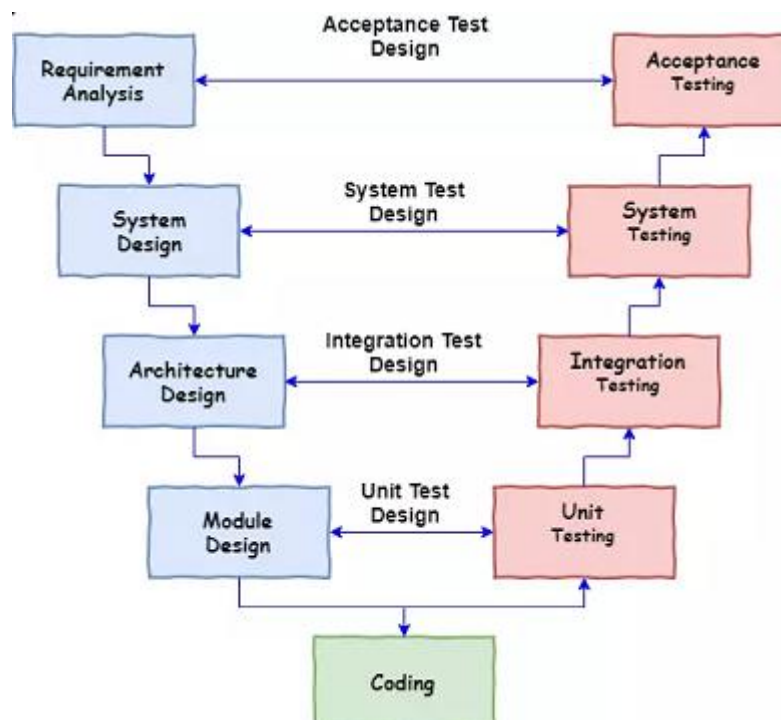 Acceptance Test
Design
Requirement
Analysis
Acceptance
Testing
System Test
Design
System
Design
System
Testing
Integration Test
Design
Architecture
Design
Integration
Testing
Unit Test
Design
Module
Design
Unit
Testing
Coding